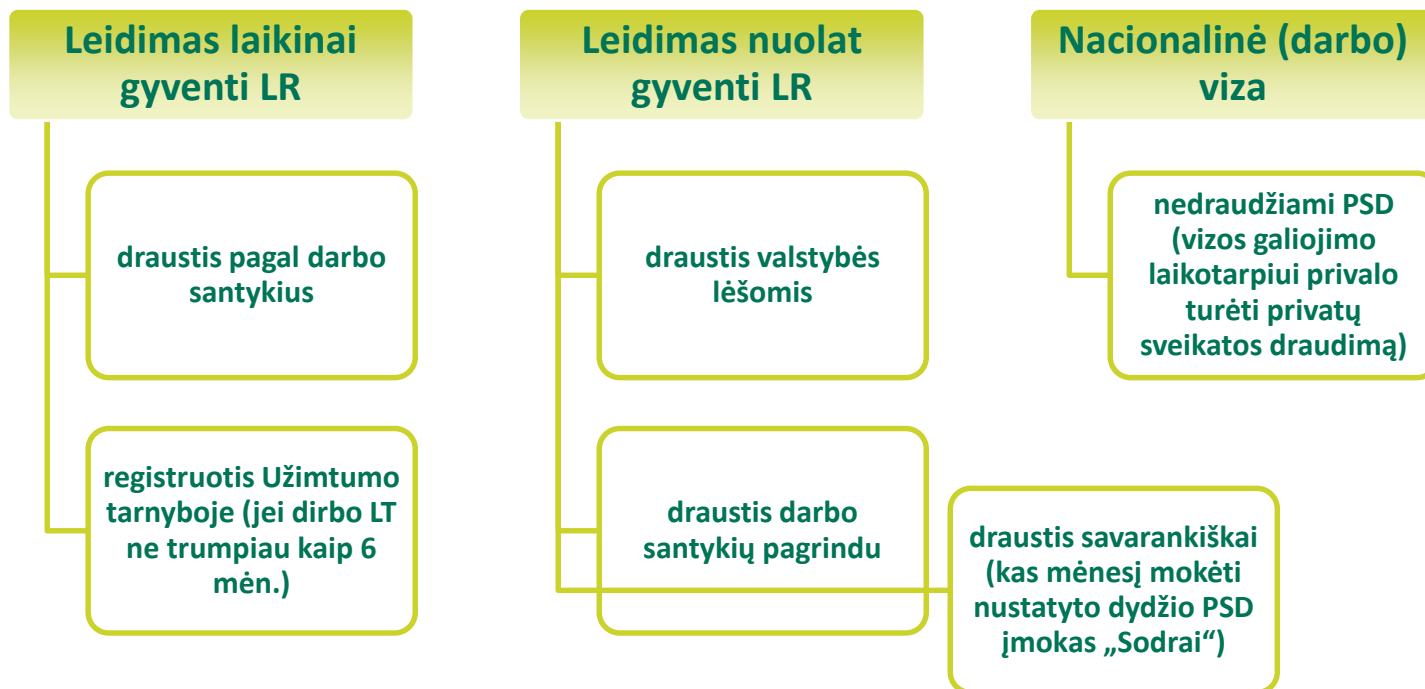 Leidimas laikinai
gyventi LR
draustis pagal darbo
santykius
registruotis Užimtumo
tarnyboje (jei dirbo LT
ne trumpiau kaip 6
mėn.)
Leidimas nuolat
gyventi LR
draustis valstybės
lėšomis
draustis darbo
santykių pagrindu
draustis savarankiškai
(kas mėnesį mokėti
nustatyto dydžio PSD
įmokas „Sodrai“)
Nacionalinė (darbo)
viza
nedraudžiami PSD
(vizos galiojimo
laikotarpiui privalo
turėti privatų
sveikatos draudimą)